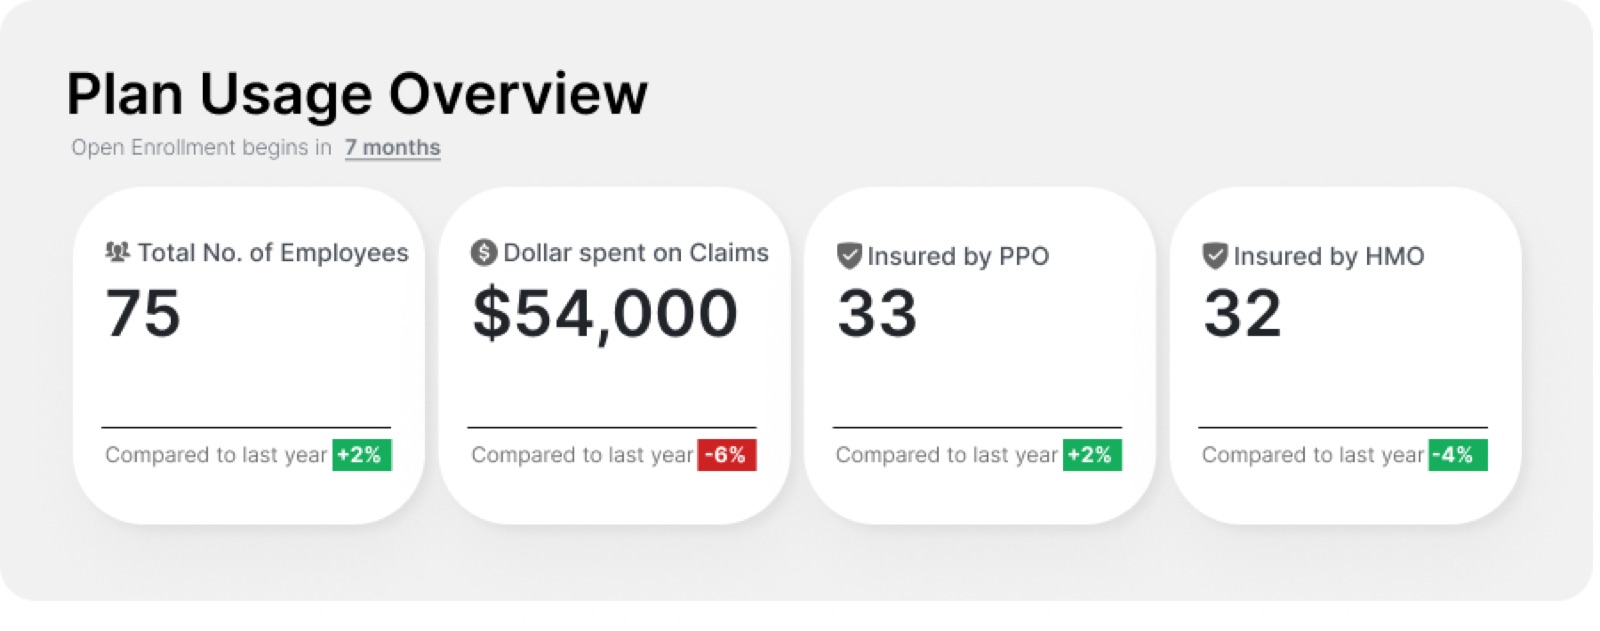 Plan Usage Overview
Open Enrollment begins in 7 months
Total No. of Employees
75
Compared to last year +2%
Dollar spent on Claims
$54,000
Compared to last year -6%
Insured by PPO
33
Compared to last year +2%
Insured by HMO
32
Compared to last year -4%